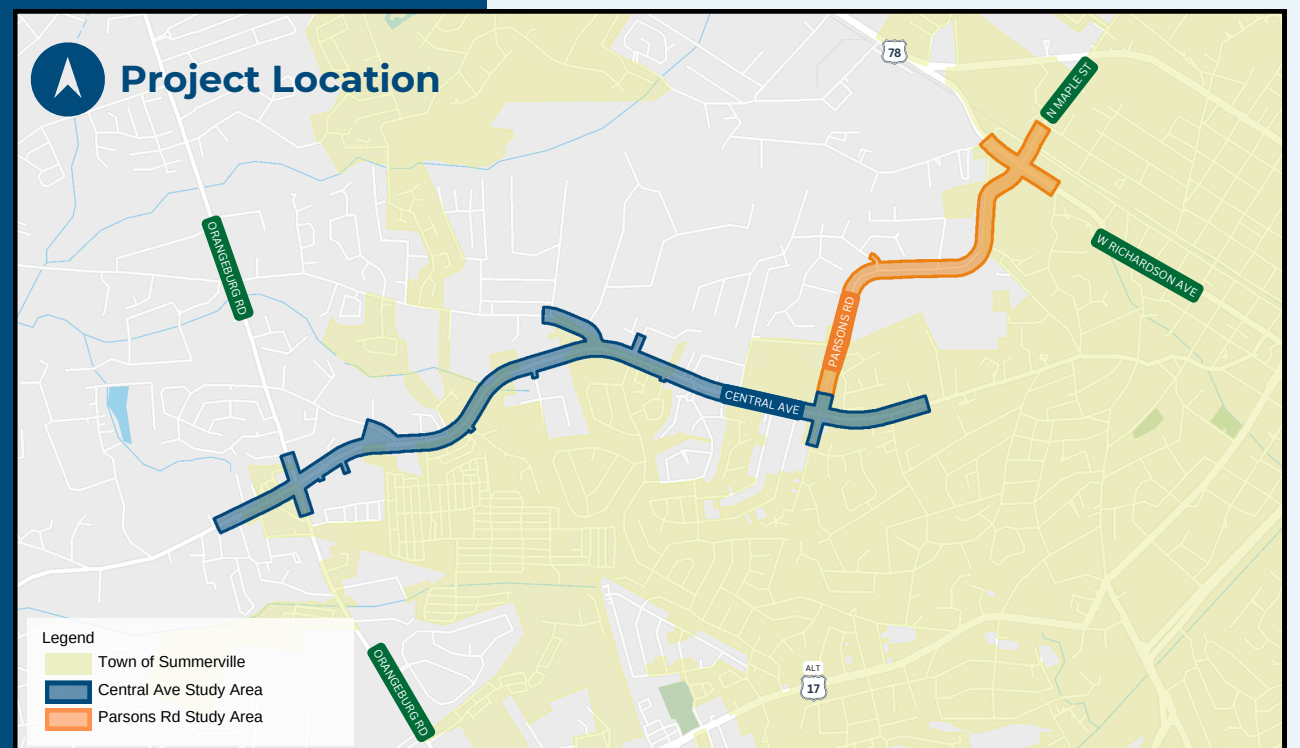 Project Location
78
N MAPLE ST
ORANGEBURG RD
W RICHARDSON AVE
PARSONS RD
CENTRAL AVE
Legend
Town of Summerville
Central Ave Study Area
Parsons Rd Study Area
ORANGEBURG RD
ALT
17